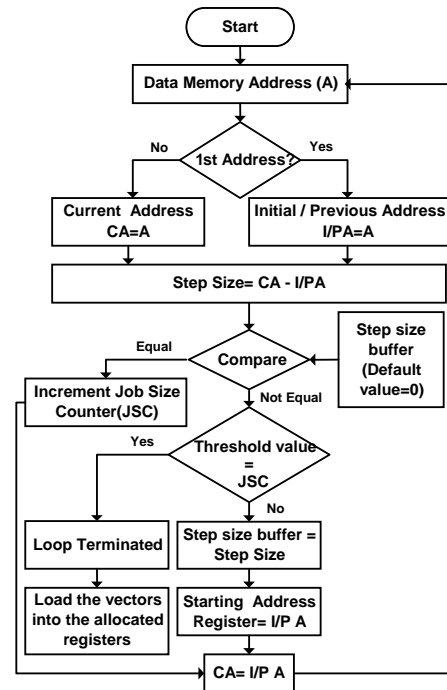 Start
Data Memory Address (A)
No
Yes
1st Address?
Current Address
CA=A
Initial / Previous Address
I/PA=A
Step Size= CA - I/PA
Equal
Compare
Step size
buffer
(Default
value=0)
Increment Job Size
Counter(JSC)
Not Equal
Yes
Threshold value
=
JSC
No
Loop Terminated
Step size buffer =
Step Size
Load the vectors
into the allocated
registers
Starting Address
Register= I/P A
CA= I/P A